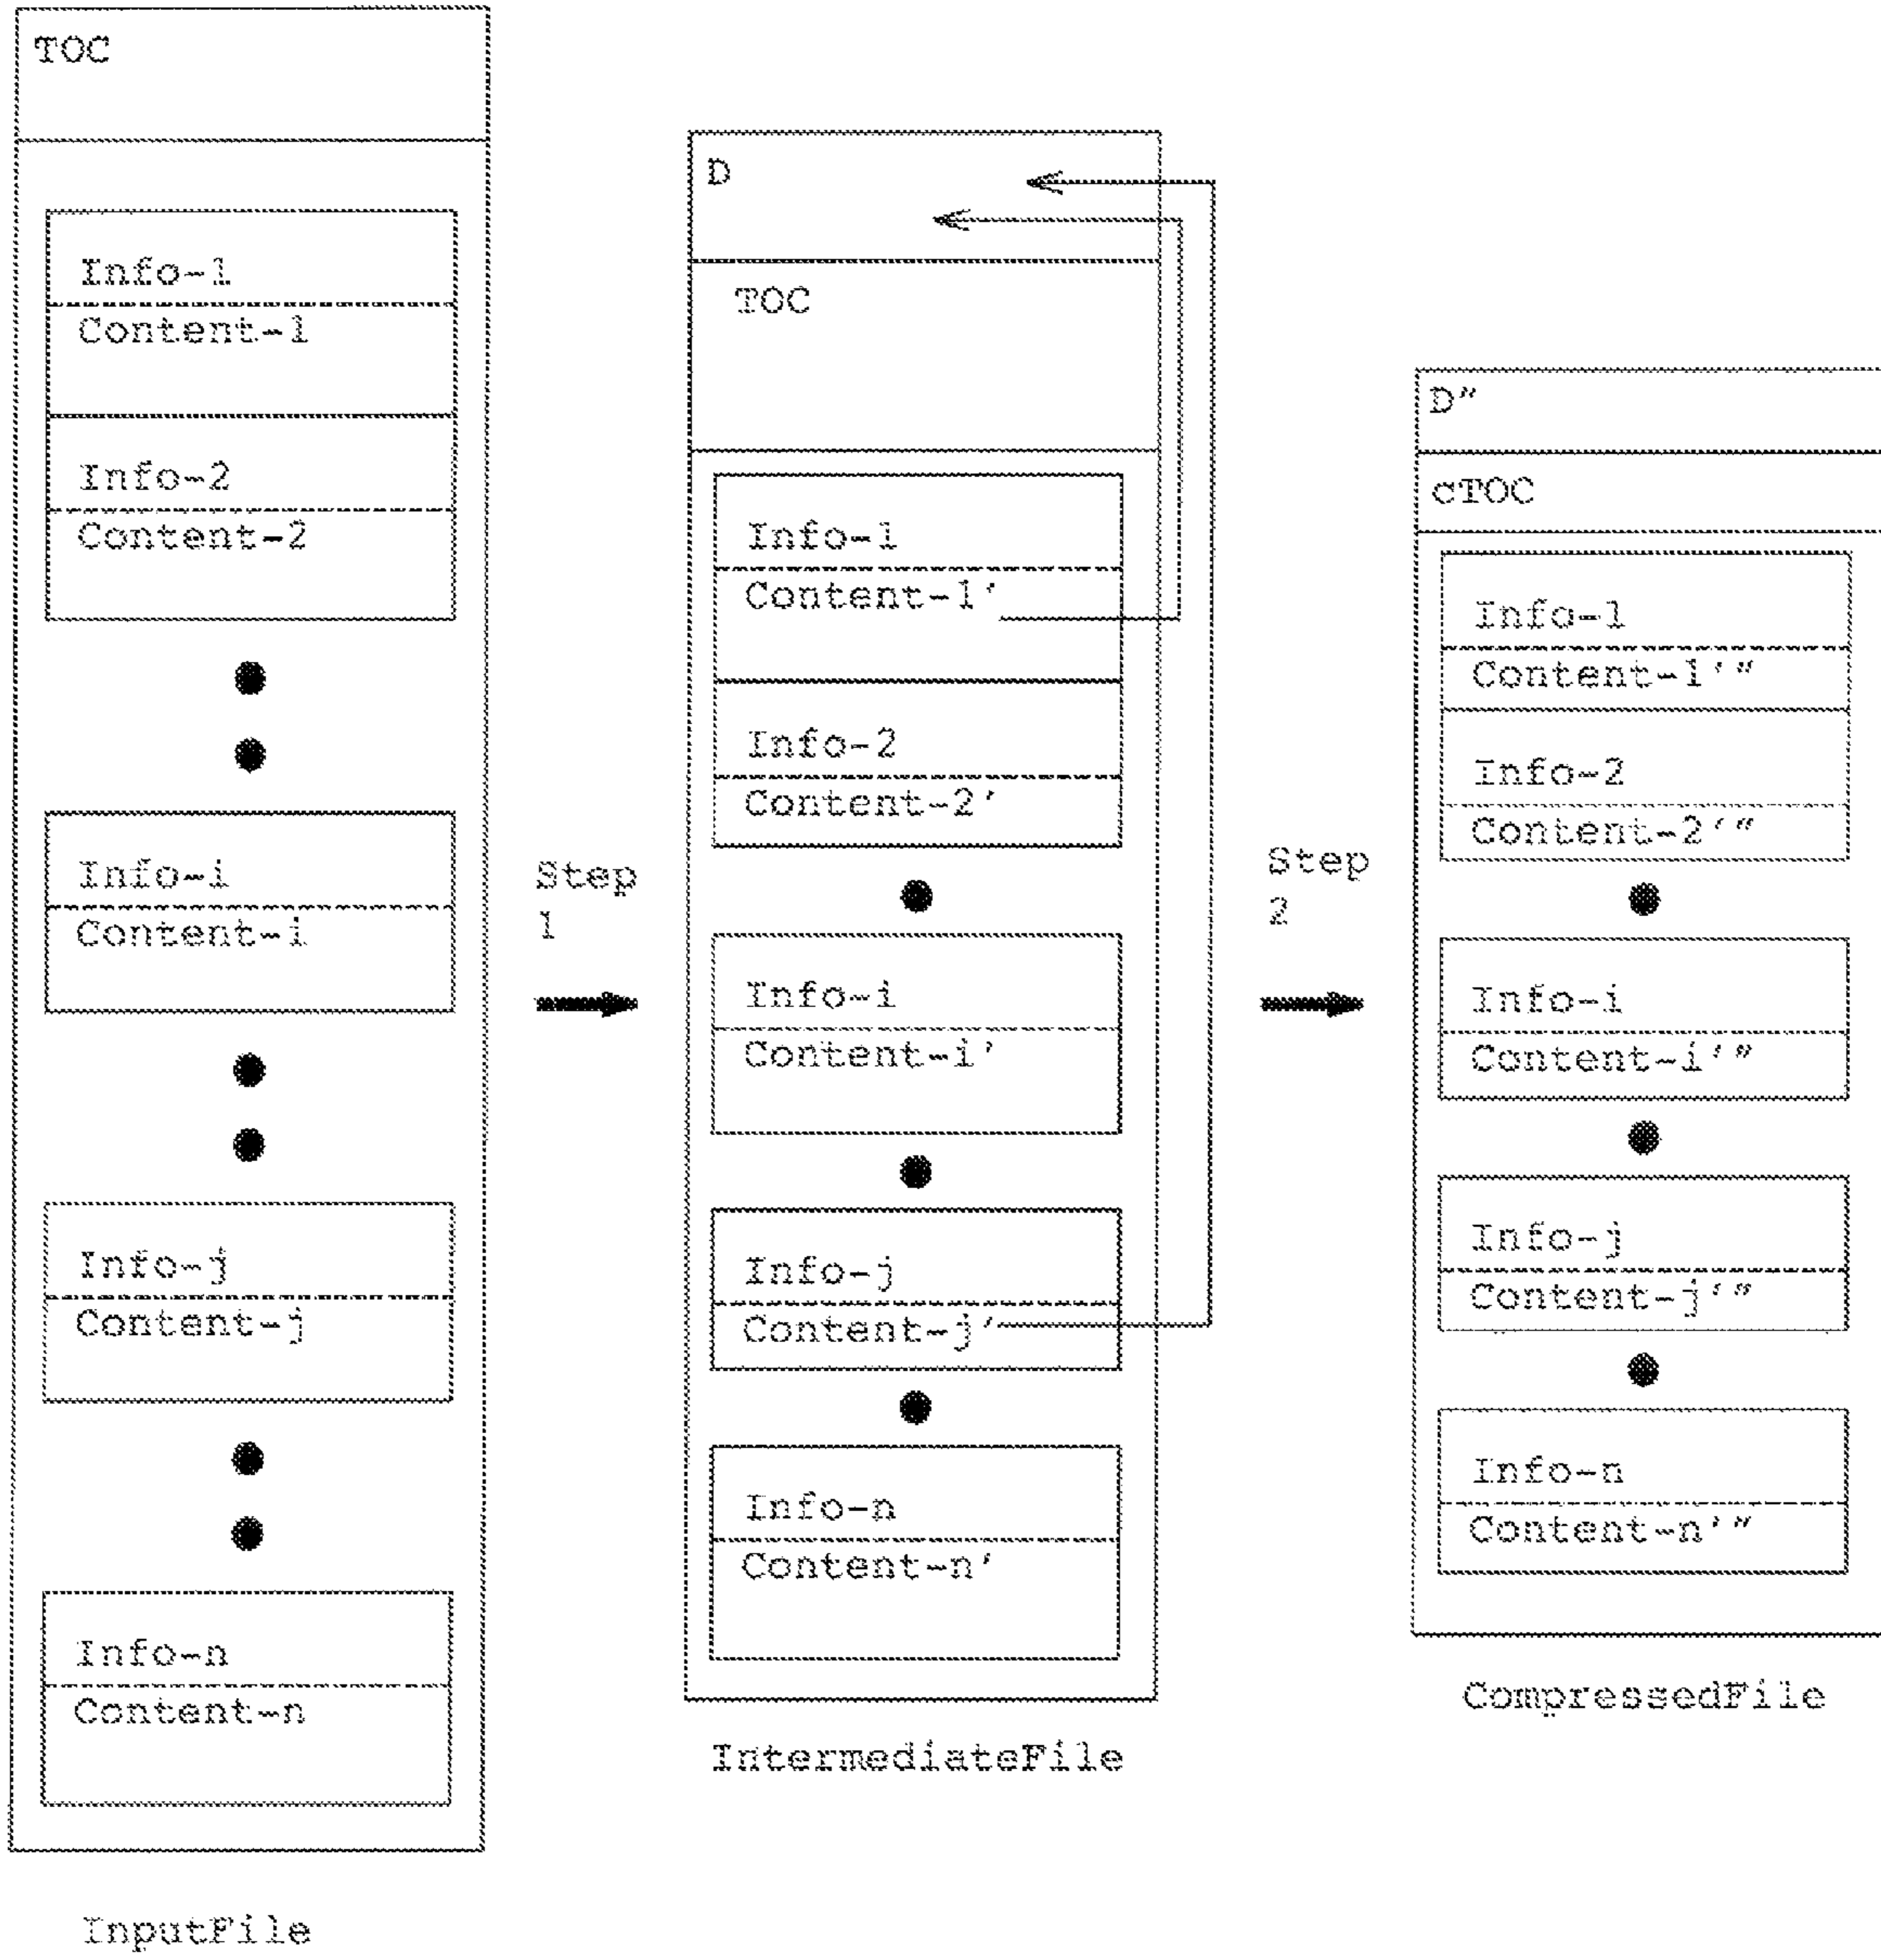 TOC
Info-1
Content-1
Info-2
Content-2
Info-i
Content-i
Info-j
Content-j
Info-n
Content-n
InputFile
Step
1
D
TOC
Info-1
Content-1'
Info-2
Content-2'
Info-i
Content-i'
Info-j
Content-j'
Info-n
Content-n'
IntermediateFile
Step
2
D"
cTOC
Info-1
Content-1'"
Info-2
Content-2'"
Info-i
Content-i'"
Info-j
Content-j'"
Info-n
Content-n'"
CompressedFile